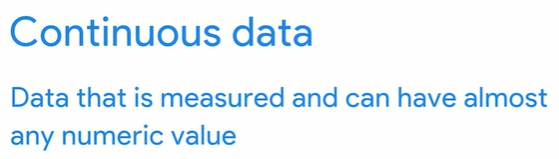 Continuous data
Data that is measured and can have almost
any numeric value